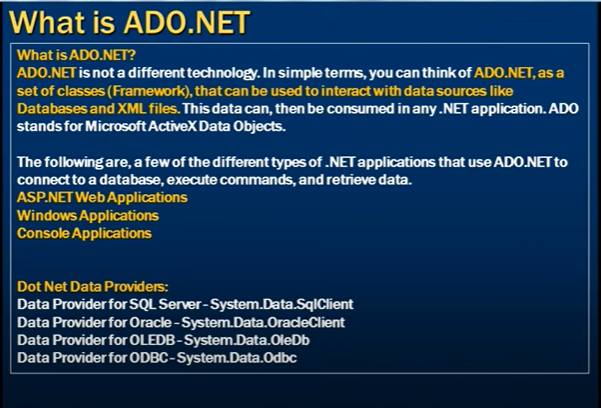 What is ADO.NET
What is ADO.NET?
ADO.NET is not a different technology. In simple terms, you can think of ADO.NET, as a
set of classes (Framework), that can be used to interact with data sources like
Databases and XML files. This data can, then be consumed in any .NET application. ADO
stands for Microsoft ActiveX Data Objects.
The following are, a few of the different types of .NET applications that use ADO.NET to
connect to a database, execute commands, and retrieve data.
ASP.NET Web Applications
Windows Applications
Console Applications
Dot Net Data Providers:
Data Provider for SQL Server - System.Data.SqlClient
Data Provider for Oracle - System.Data.OracleClient
Data Provider for OLEDB - System.Data.OleDb
Data Provider for ODBC - System.Data.Odbc